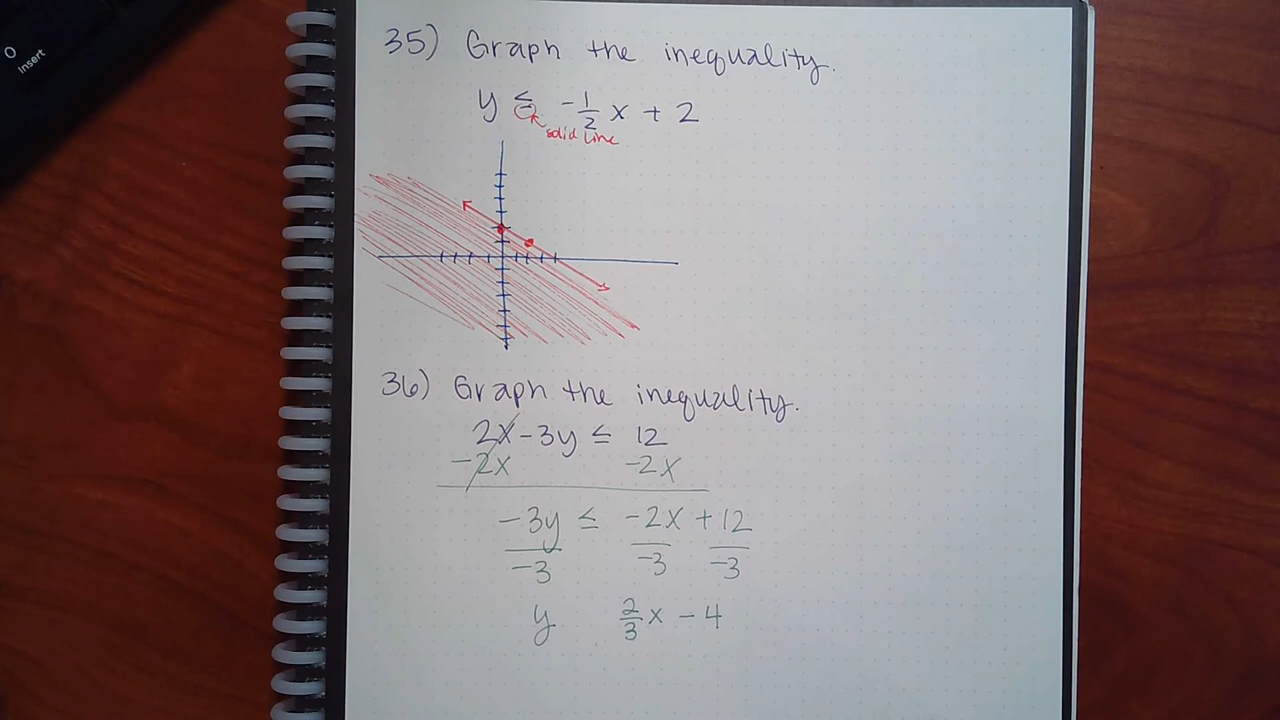 O
Insert
35) Graph the inequality.
y ≤ -1/2 x + 2
solid line
36) Graph the inequality.
2x - 3y ≤ 12
-2x -2x
-3y ≤ -2x + 12
-3 -3 -3
y 2/3 x - 4